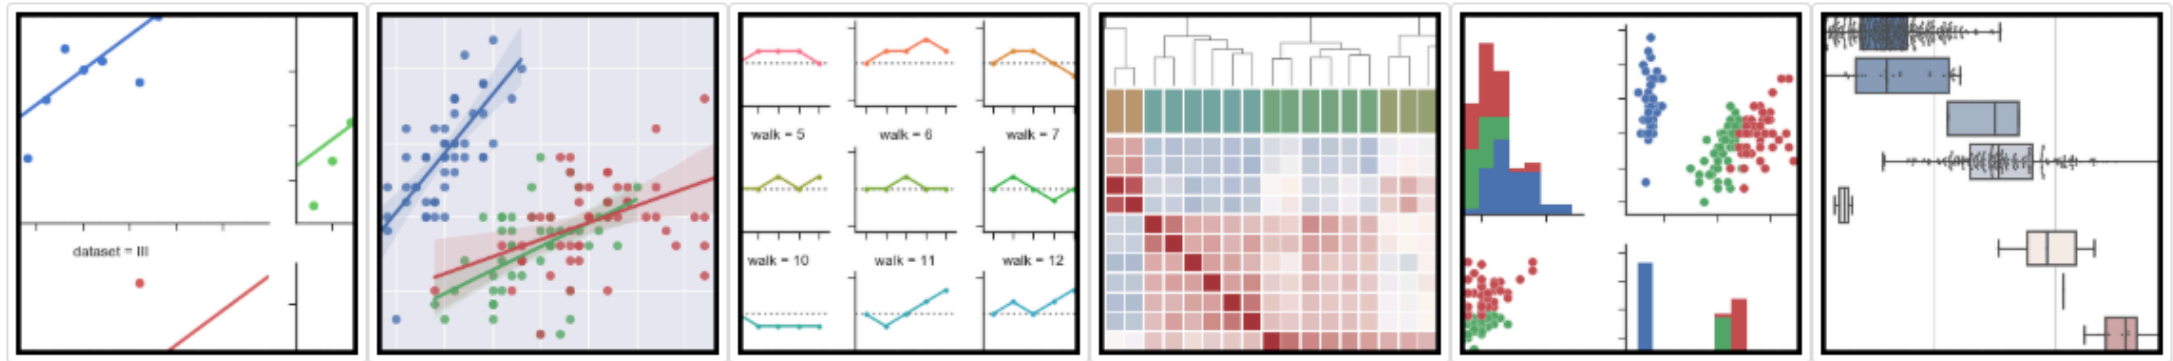 dataset = III
walk = 5 walk = 6 walk = 7
walk = 10 walk = 11 walk = 12